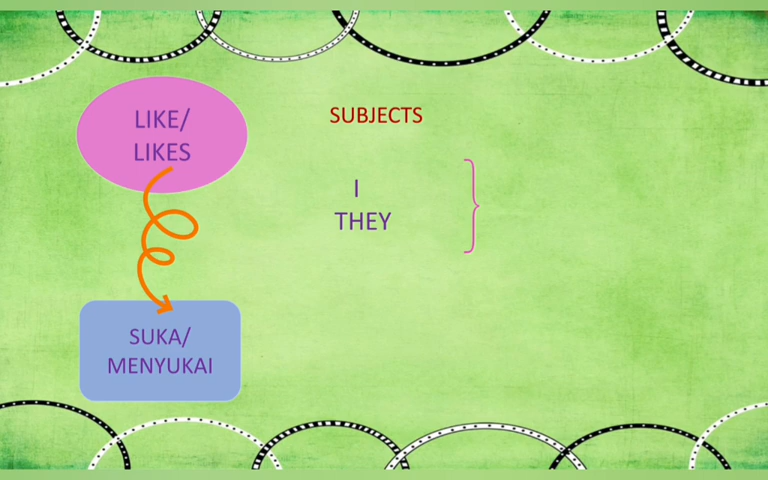 LIKE/
LIKES
SUKA/
MENYUKAI
SUBJECTS
I
THEY